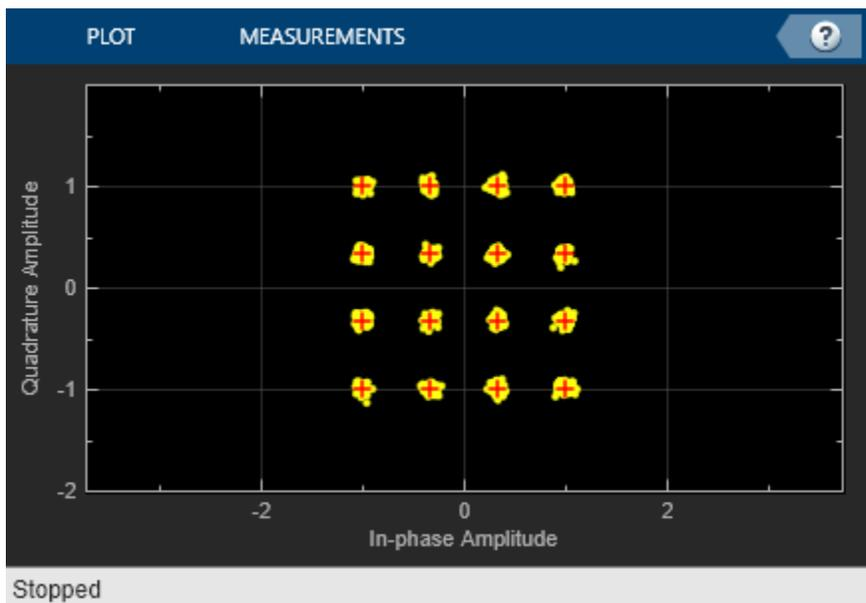 PLOT MEASUREMENTS ?
Quadrature Amplitude
1
0
-1
-2
-2 0 2
In-phase Amplitude
Stopped